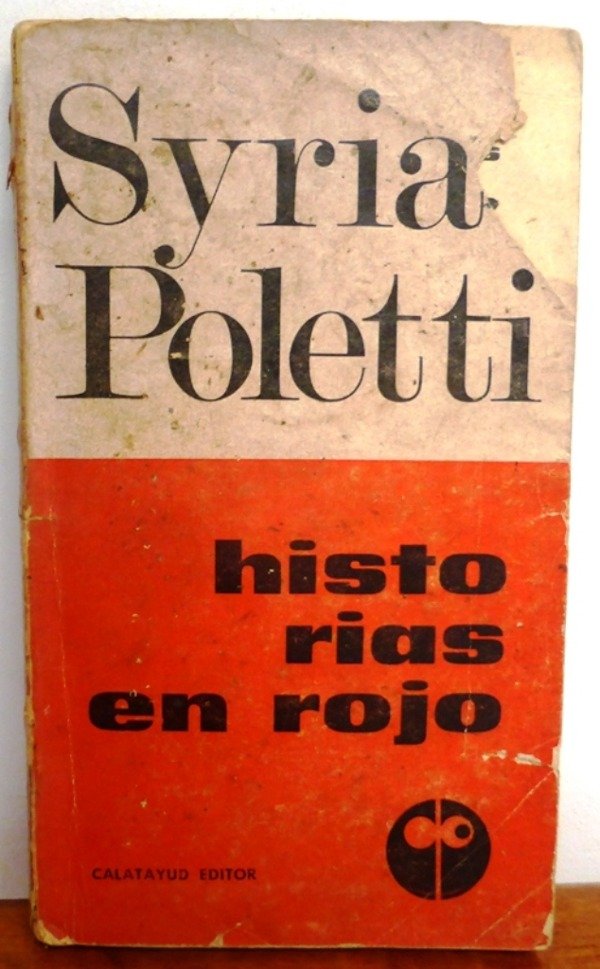 Syria
Poletti
histo
rias
en rojo
CALATAYUD EDITOR